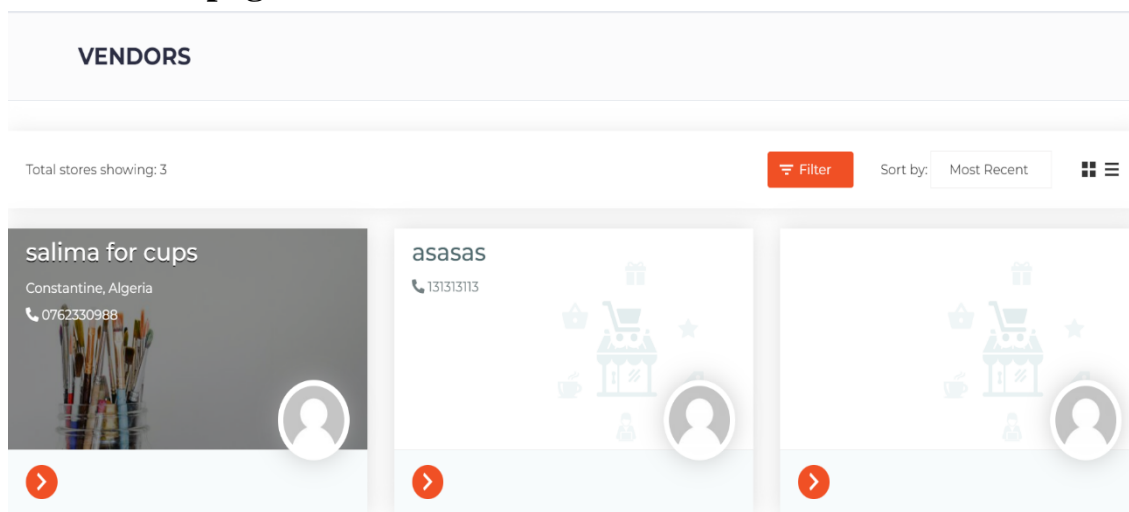 VENDORS
Total stores showing: 3
Filter
Sort by: Most Recent
salima for cups
Constantine, Algeria
0762330988
asasas
131313113